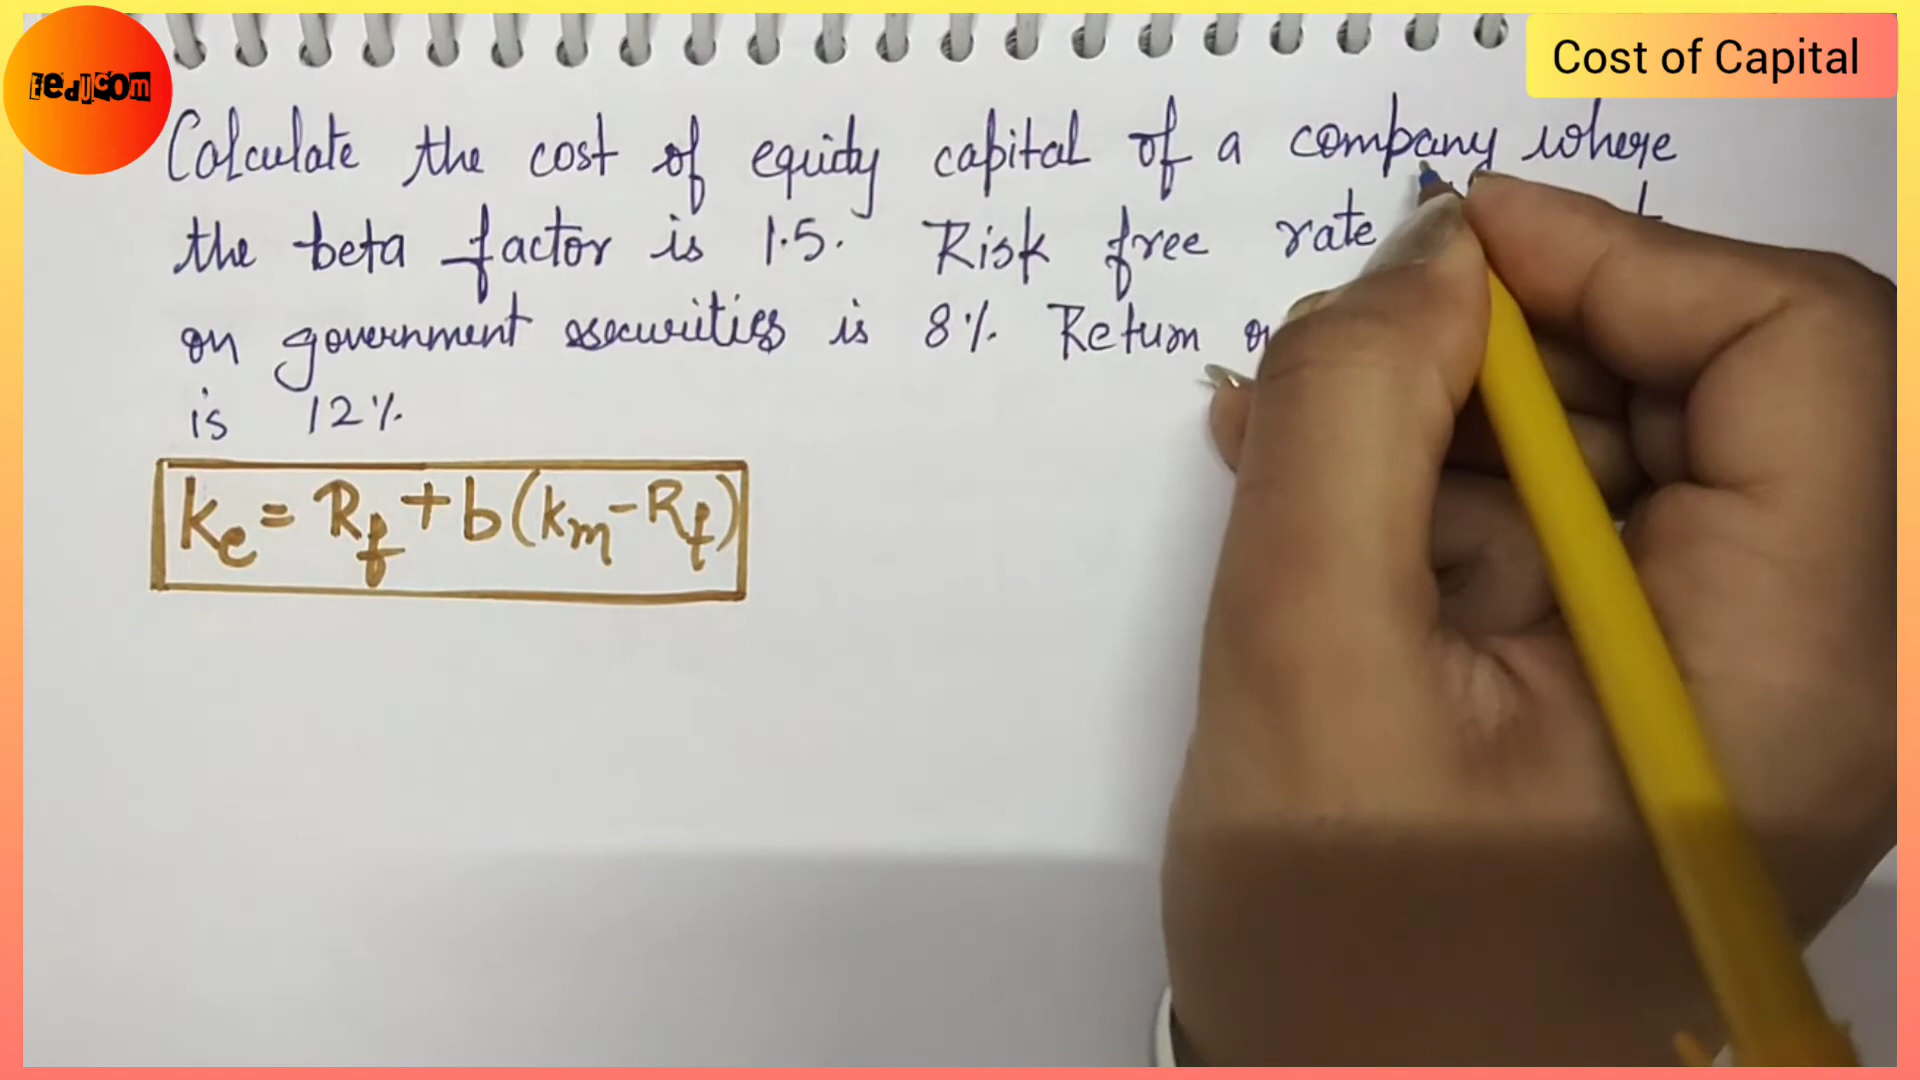 EeduCom
Cost of Capital
Calculate the cost of equity capital of a company where
the beta factor is 1.5. Risk free rate
on government securities is 8% Return
is 12%
Ke = Rf + b(Km - Rf)